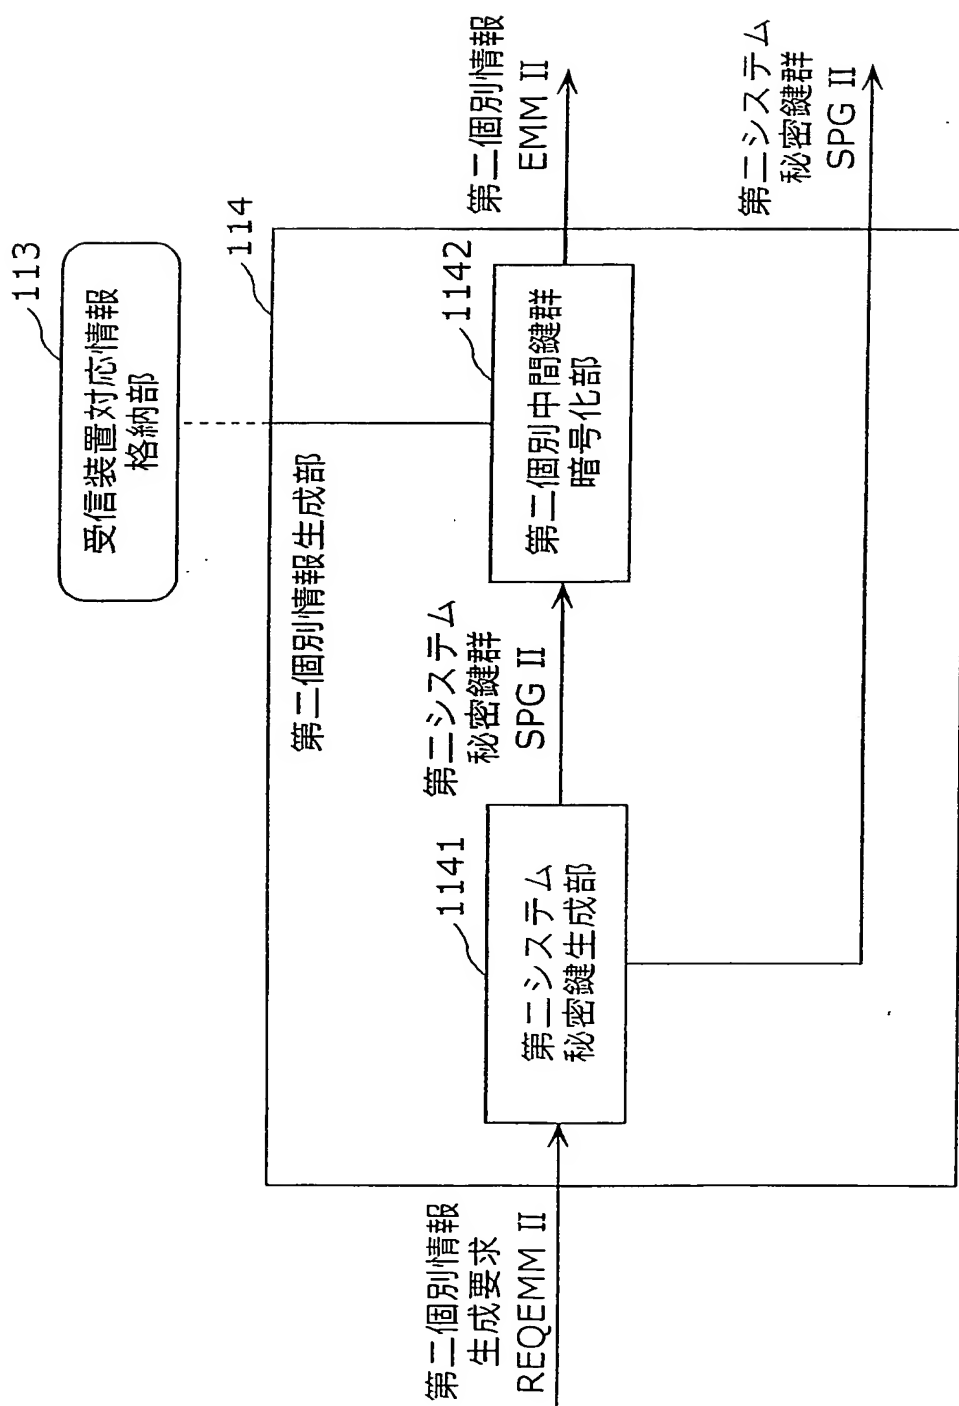 113
受信装置対応情報
格納部
114
第二個別情報生成部
第二個別情報
生成要求
REQEMM II
1141
第二システム
秘密鍵生成部
第二システム
秘密鍵群
SPG II
1142
第二個別中間鍵群
暗号化部
第二個別情報
EMM II
第二システム
秘密鍵群
SPG II